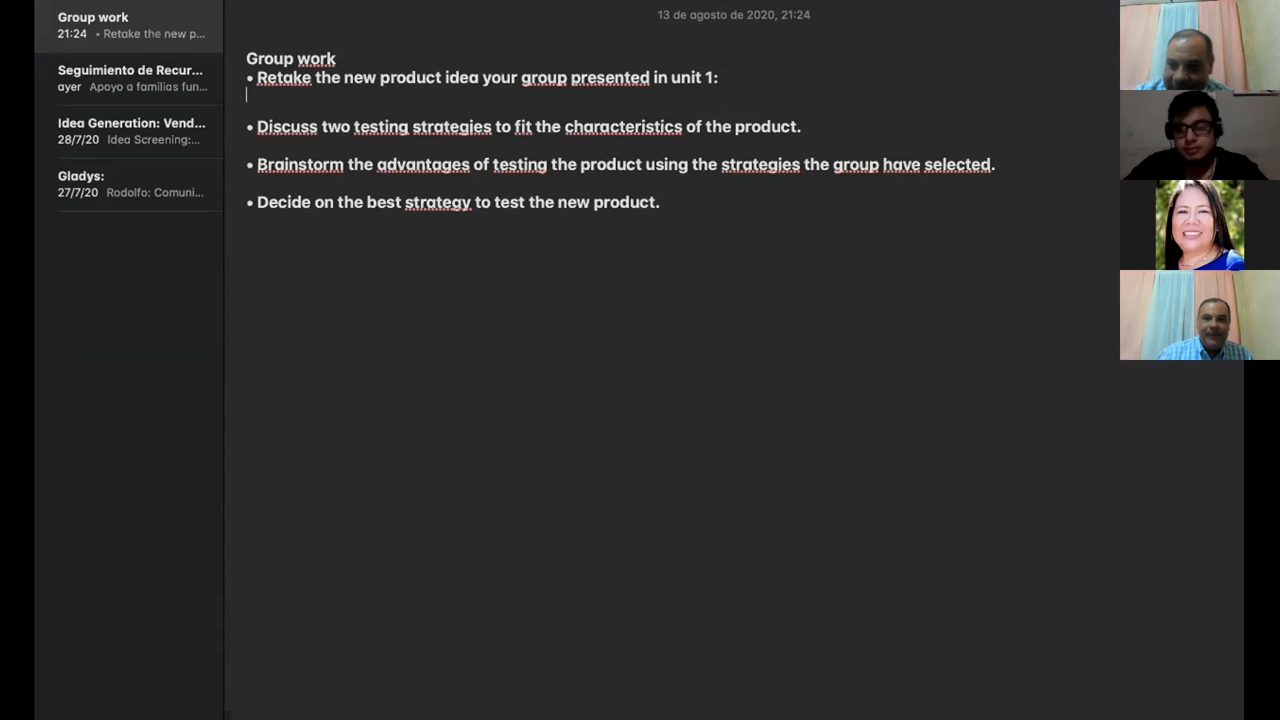 Group work
21:24 • Retake the new p...
Seguimiento de Recur...
ayer Apoyo a familias fun...
Idea Generation: Vend...
28/7/20 Idea Screening:...
Gladys:
27/7/20 Rodolfo: Comuni...
13 de agosto de 2020, 21:24
Group work
• Retake the new product idea your group presented in unit 1:
• Discuss two testing strategies to fit the characteristics of the product.
• Brainstorm the advantages of testing the product using the strategies the group have selected.
• Decide on the best strategy to test the new product.